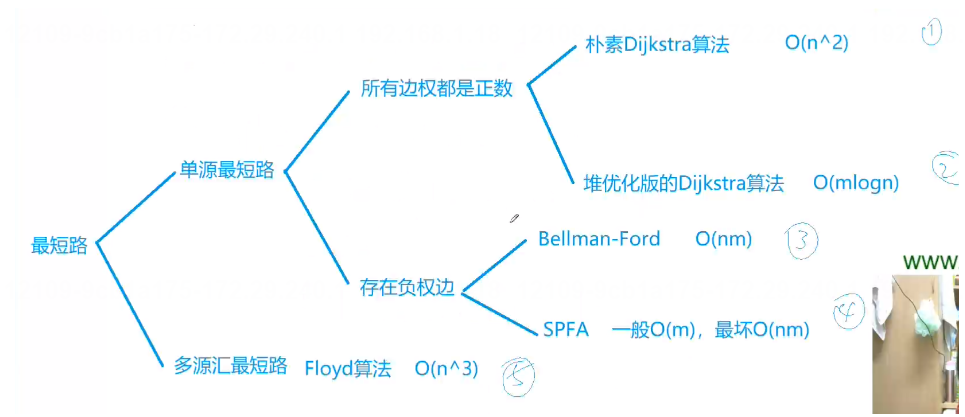 朴素Dijkstra算法 O(n^2) ①
所有边权都是正数
单源最短路
堆优化版的Dijkstra算法 O(mlogn) ②
最短路
Bellman-Ford O(nm) ③
www.
存在负权边
SPFA 一般O(m)，最坏O(nm) ④
多源汇最短路 Floyd算法 O(n^3) ⑤